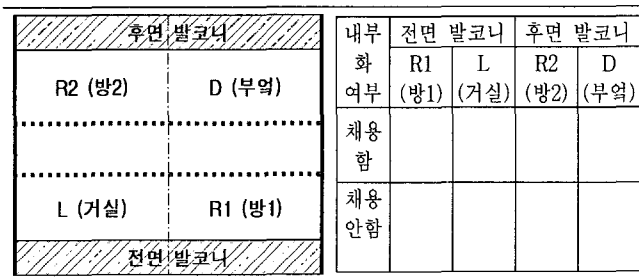 후면 발코니
R2 (방2) D (부엌)
L (거실) R1 (방1)
전면 발코니
내부화 여부 전면 발코니 후면 발코니
R1 (방1) L (거실) R2 (방2) D (부엌)
채용함
채용안함